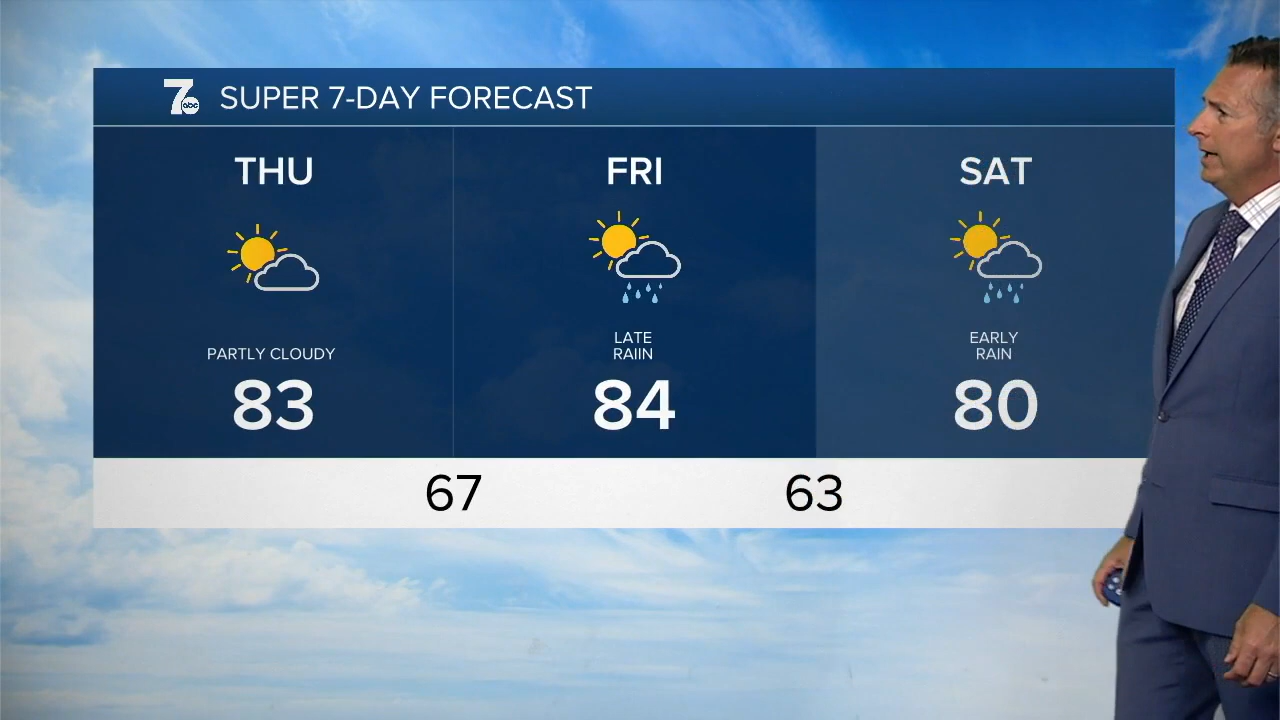 7 abc SUPER 7-DAY FORECAST
THU FRI SAT
PARTLY CLOUDY
LATE
RAIIN
EARLY
RAIN
83 84 80
67 63